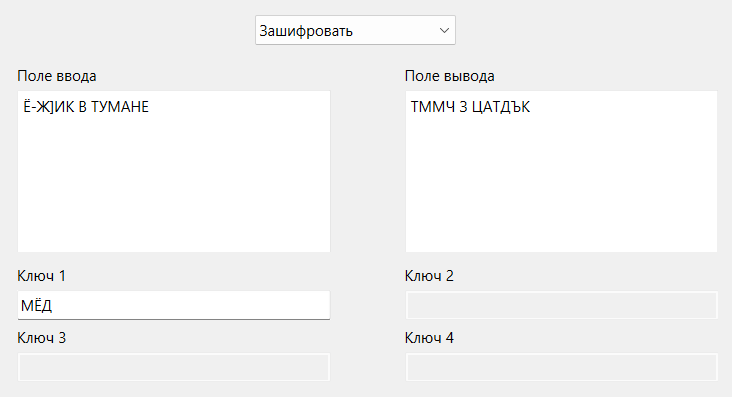 Зашифровать
Поле ввода
Поле вывода
Ё-Ж]ИК В ТУМАНЕ
ТММЧ З ЦАТДЪК
Ключ 1
Ключ 2
МЁД
Ключ 3
Ключ 4